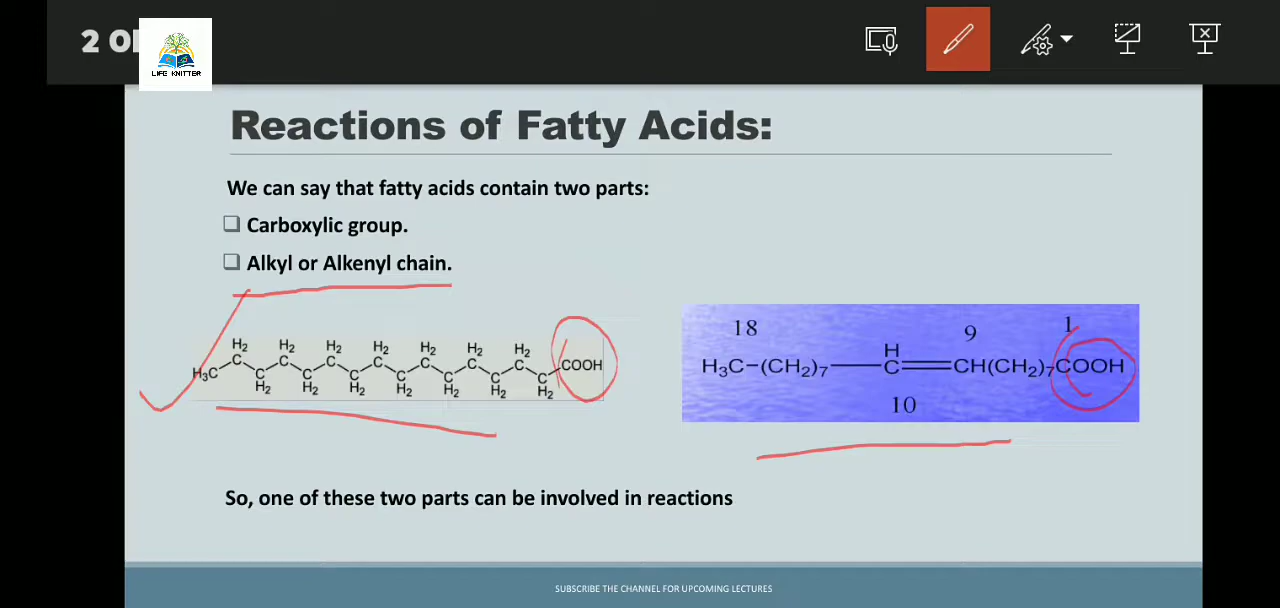 2 O
LIFE KNITTER
Reactions of Fatty Acids:
We can say that fatty acids contain two parts:
❑ Carboxylic group.
❑ Alkyl or Alkenyl chain.
H₂ H₂ H₂ H₂ H₂ H₂ H₂
H₃C C C C C C C C C C C C C C COOH
H₂ H₂ H₂ H₂ H₂ H₂ H₂
18 9 1
H
H₃C−(CH₂)₇—C=CH(CH₂)₇COOH
10
So, one of these two parts can be involved in reactions
SUBSCRIBE THE CHANNEL FOR UPCOMING LECTURES